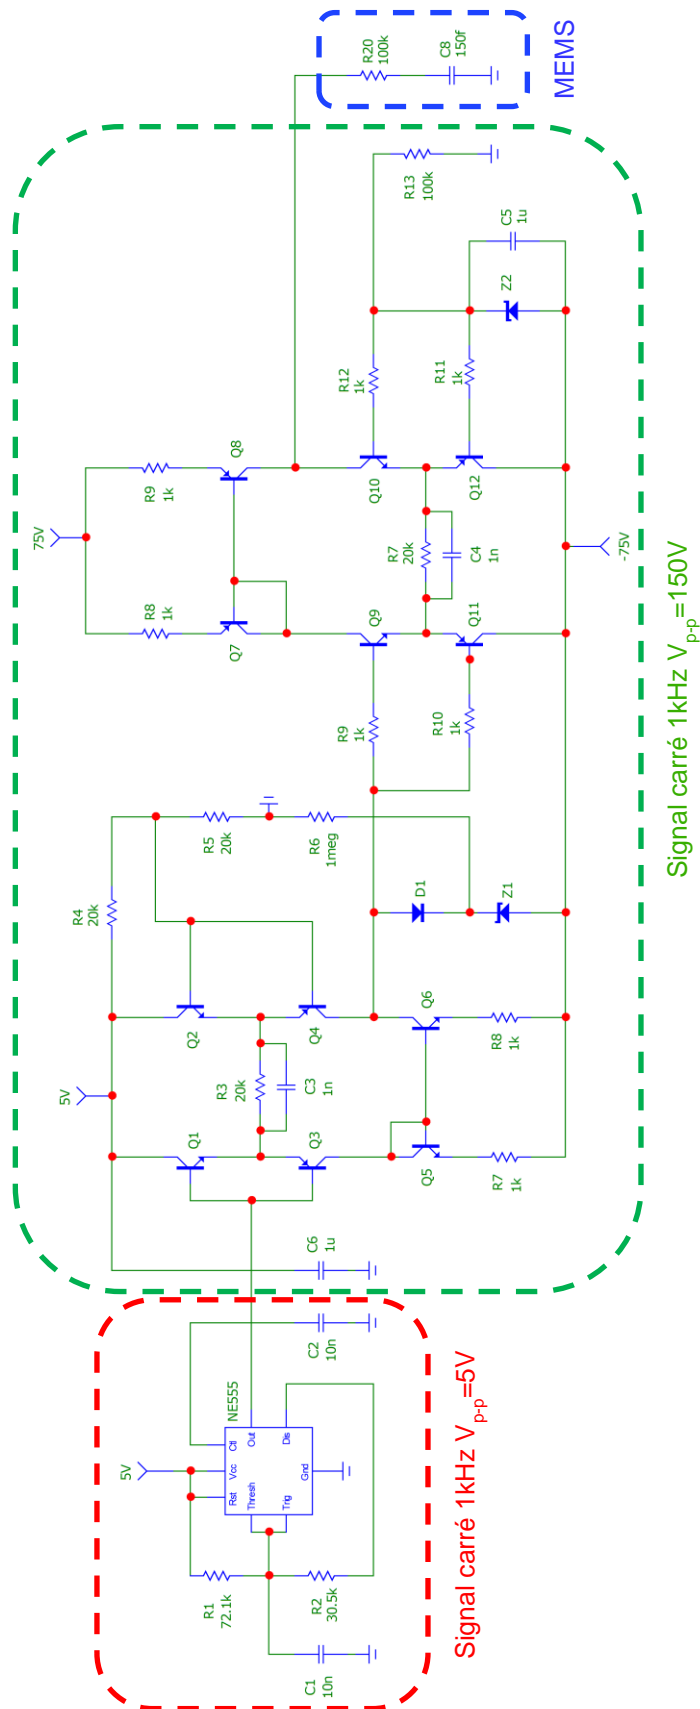 5V
R1
72.1k
R2
30.5k
C1
10n
NE555
Rst
Vcc
Ctl
Thresh
Out
Trig
Dis
Gnd
C2
10n
Signal carré 1kHz Vp-p=5V
C6
1u
5V
Q1
Q2
R3
20k
C3
1n
Q3
Q4
R4
20k
R5
20k
R6
1meg
Q5
Q6
R7
1k
R8
1k
D1
Z1
75V
R8
1k
R9
1k
Q7
Q8
R9
1k
Q9
Q10
R7
20k
C4
1n
R10
1k
Q11
Q12
R12
1k
R11
1k
Z2
C5
1u
R13
100k
-75V
Signal carré 1kHz Vp-p=150V
R20
100k
C8
150f
MEMS